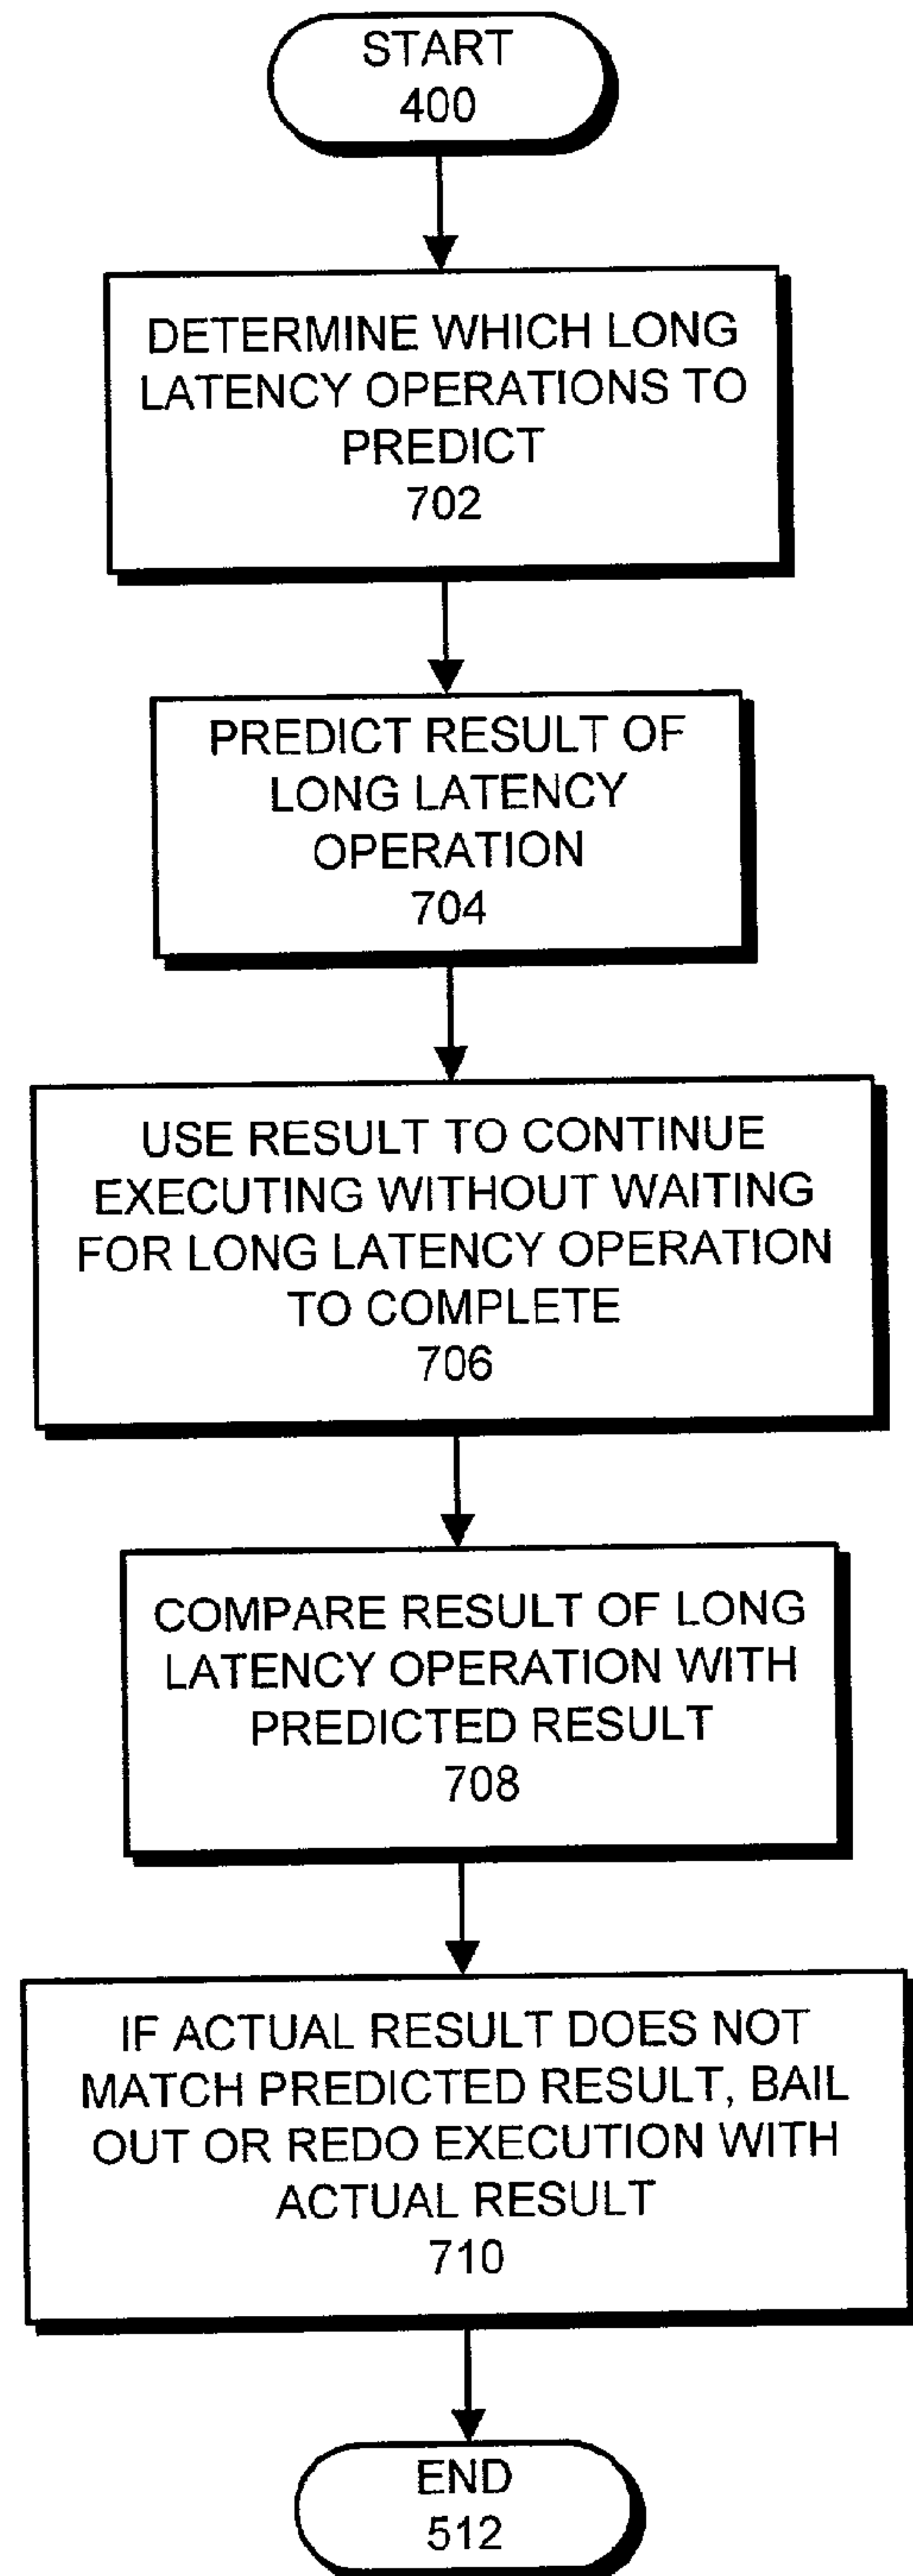 START
400
DETERMINE WHICH LONG
LATENCY OPERATIONS TO
PREDICT
702
PREDICT RESULT OF
LONG LATENCY
OPERATION
704
USE RESULT TO CONTINUE
EXECUTING WITHOUT WAITING
FOR LONG LATENCY OPERATION
TO COMPLETE
706
COMPARE RESULT OF LONG
LATENCY OPERATION WITH
PREDICTED RESULT
708
IF ACTUAL RESULT DOES NOT
MATCH PREDICTED RESULT, BAIL
OUT OR REDO EXECUTION WITH
ACTUAL RESULT
710
END
512